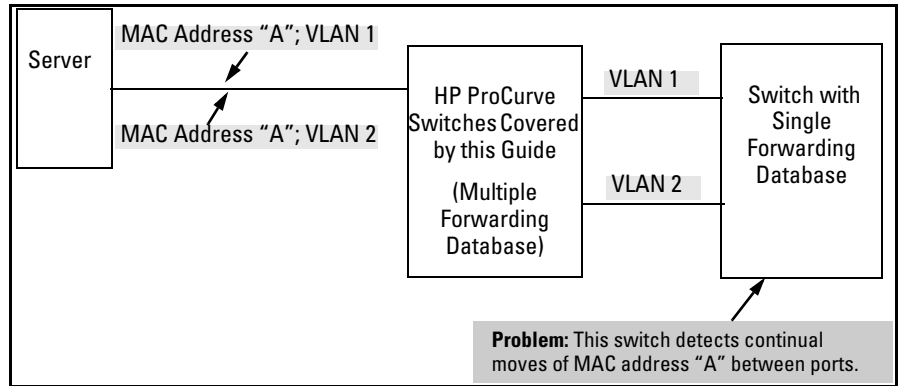 Server
MAC Address “A”; VLAN 1
MAC Address “A”; VLAN 2
HP ProCurve
Switches Covered
by this Guide
(Multiple
Forwarding
Database)
VLAN 1
VLAN 2
Switch with
Single
Forwarding
Database
Problem: This switch detects continual
moves of MAC address “A” between ports.